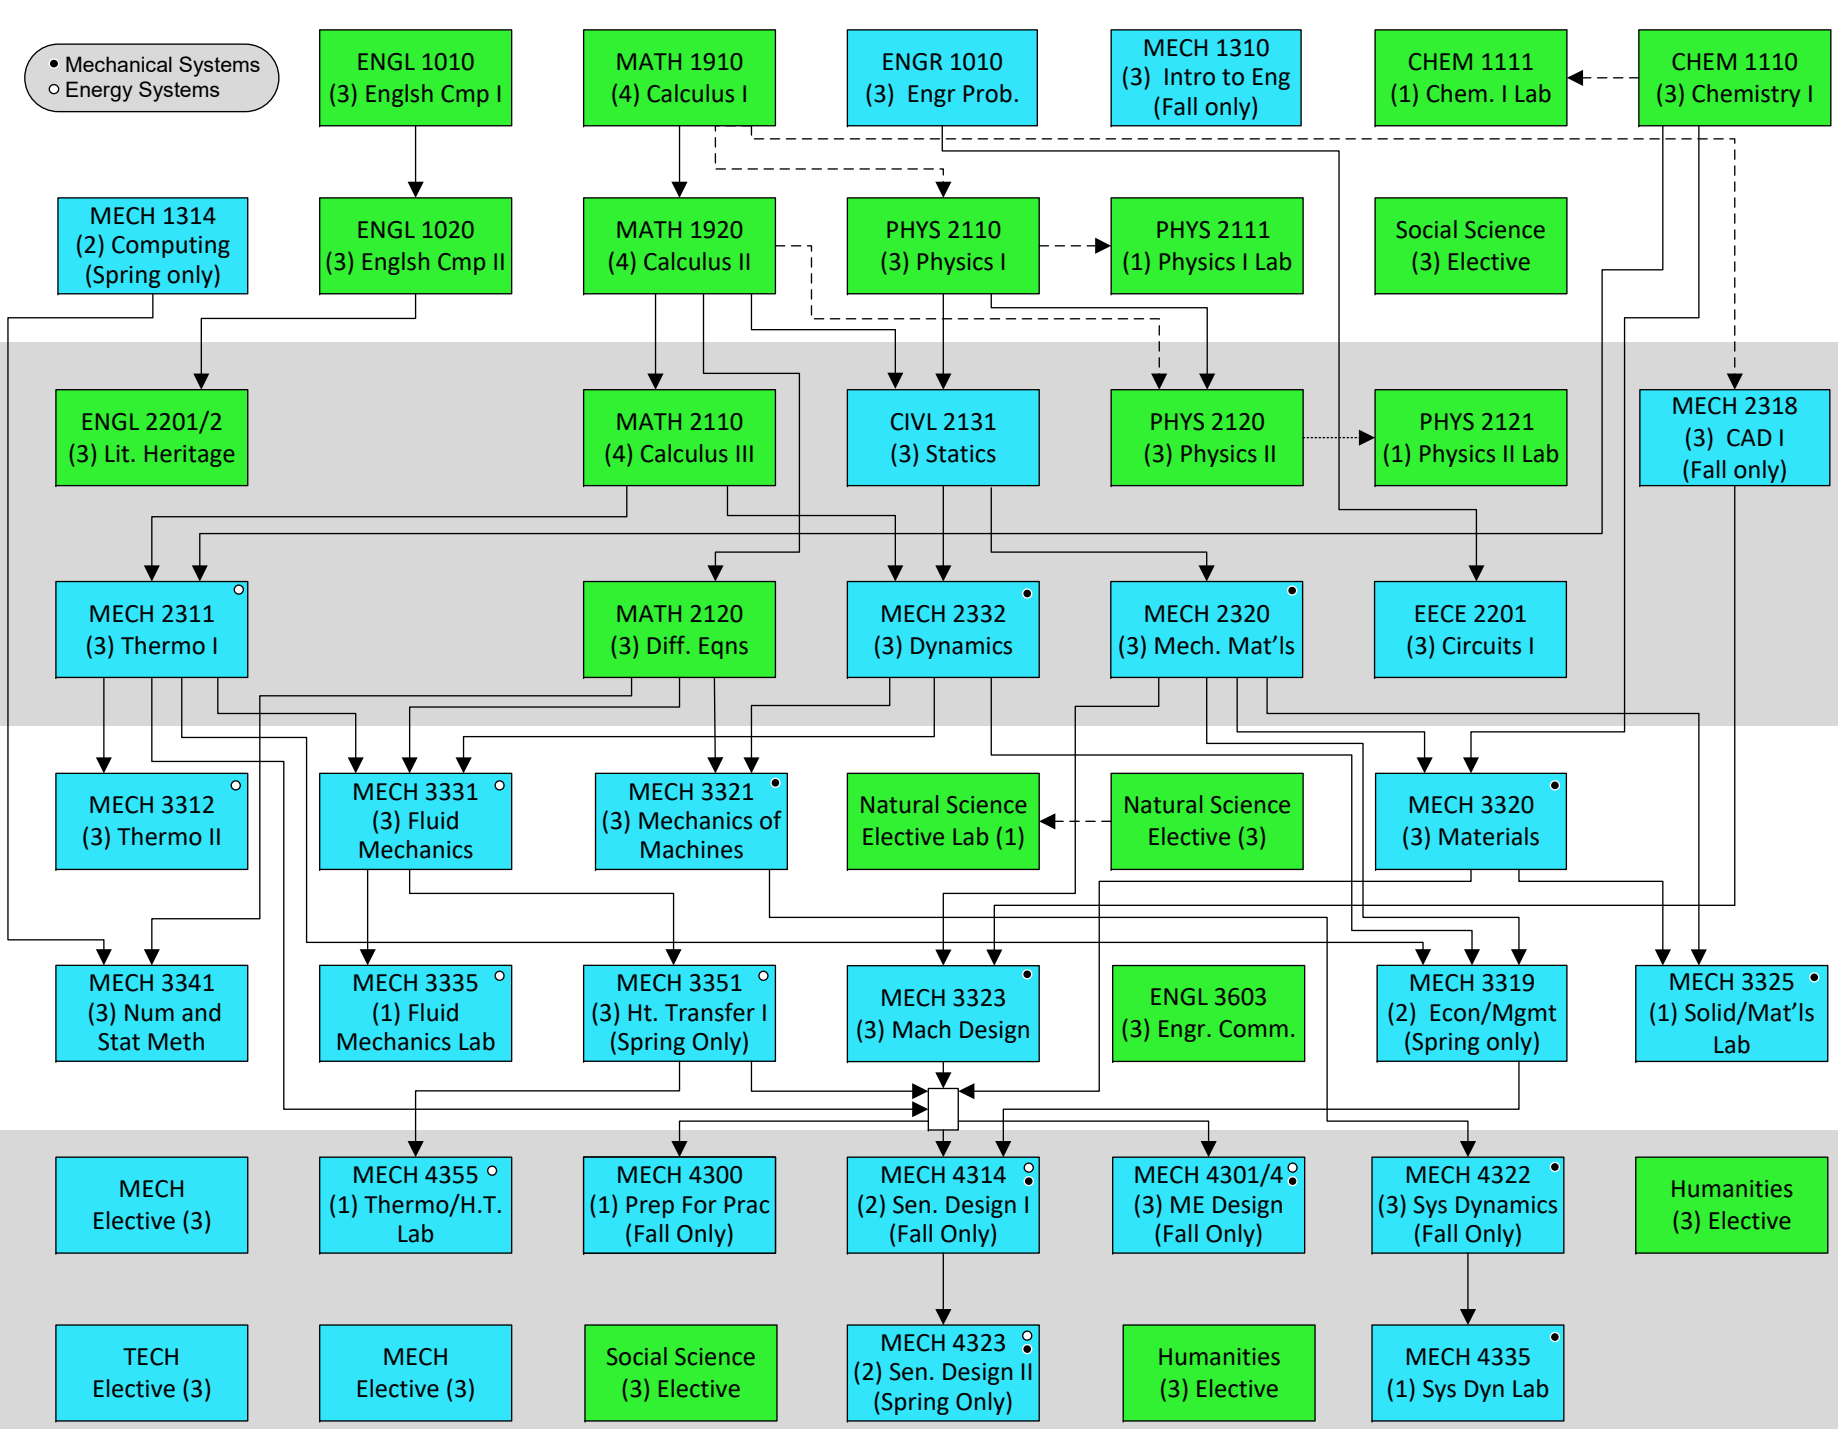 Mechanical Systems
Energy Systems
ENGL 1010
(3) Englsh Cmp I
MATH 1910
(4) Calculus I
ENGR 1010
(3) Engr Prob.
MECH 1310
(3) Intro to Eng
(Fall only)
CHEM 1111
(1) Chem. I Lab
CHEM 1110
(3) Chemistry I
MECH 1314
(2) Computing
(Spring only)
ENGL 1020
(3) Englsh Cmp II
MATH 1920
(4) Calculus II
PHYS 2110
(3) Physics I
PHYS 2111
(1) Physics I Lab
Social Science
(3) Elective
ENGL 2201/2
(3) Lit. Heritage
MATH 2110
(4) Calculus III
CIVL 2131
(3) Statics
PHYS 2120
(3) Physics II
PHYS 2121
(1) Physics II Lab
MECH 2318
(3) CAD I
(Fall only)
MECH 2311
(3) Thermo I
MATH 2120
(3) Diff. Eqns
MECH 2332
(3) Dynamics
MECH 2320
(3) Mech. Mat’ls
EECE 2201
(3) Circuits I
MECH 3312
(3) Thermo II
MECH 3331
(3) Fluid
Mechanics
MECH 3321
(3) Mechanics of
Machines
Natural Science
Elective Lab (1)
Natural Science
Elective (3)
MECH 3320
(3) Materials
MECH 3341
(3) Num and
Stat Meth
MECH 3335
(1) Fluid
Mechanics Lab
MECH 3351
(3) Ht. Transfer I
(Spring Only)
MECH 3323
(3) Mach Design
ENGL 3603
(3) Engr. Comm.
MECH 3319
(2) Econ/Mgmt
(Spring only)
MECH 3325
(1) Solid/Mat’ls
Lab
MECH
Elective (3)
MECH 4355
(1) Thermo/H.T.
Lab
MECH 4300
(1) Prep For Prac
(Fall Only)
MECH 4314
(2) Sen. Design I
(Fall Only)
MECH 4301/4
(3) ME Design
(Fall Only)
MECH 4322
(3) Sys Dynamics
(Fall Only)
Humanities
(3) Elective
TECH
Elective (3)
MECH
Elective (3)
Social Science
(3) Elective
MECH 4323
(2) Sen. Design II
(Spring Only)
Humanities
(3) Elective
MECH 4335
(1) Sys Dyn Lab